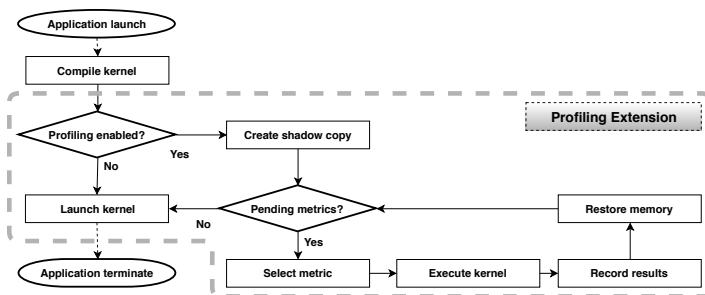 Application launch
Compile kernel
Profiling Extension
Profiling enabled?
Create shadow copy
Yes
No
Launch kernel
Pending metrics?
Restore memory
No
Yes
Application terminate
Select metric
Execute kernel
Record results